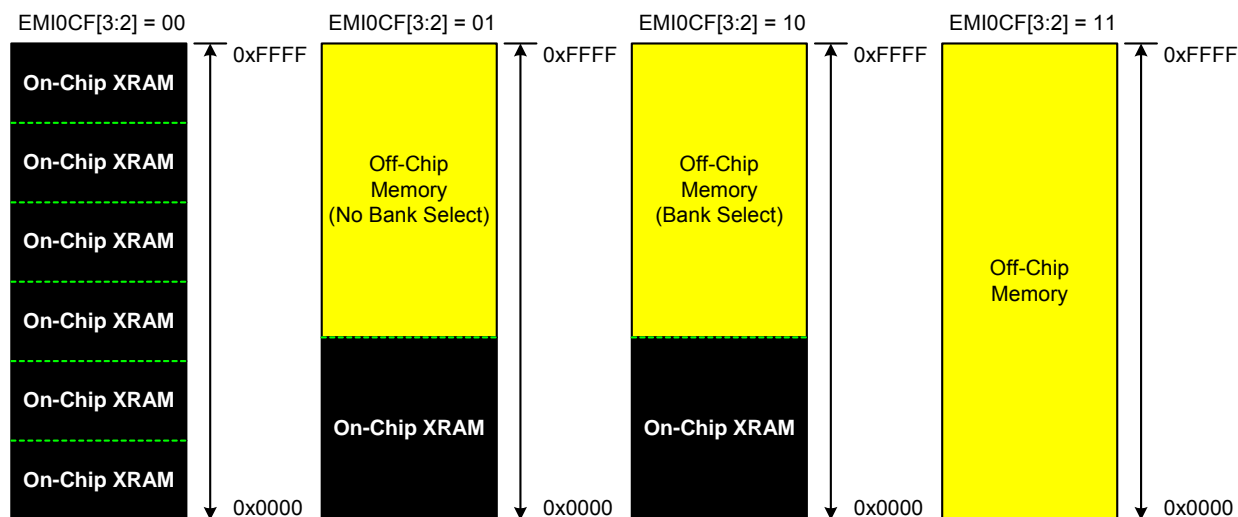 EMI0CF[3:2] = 00
0xFFFF
On-Chip XRAM
On-Chip XRAM
On-Chip XRAM
On-Chip XRAM
On-Chip XRAM
On-Chip XRAM
0x0000
EMI0CF[3:2] = 01
0xFFFF
Off-Chip
Memory
(No Bank Select)
On-Chip XRAM
0x0000
EMI0CF[3:2] = 10
0xFFFF
Off-Chip
Memory
(Bank Select)
On-Chip XRAM
0x0000
EMI0CF[3:2] = 11
0xFFFF
Off-Chip
Memory
0x0000